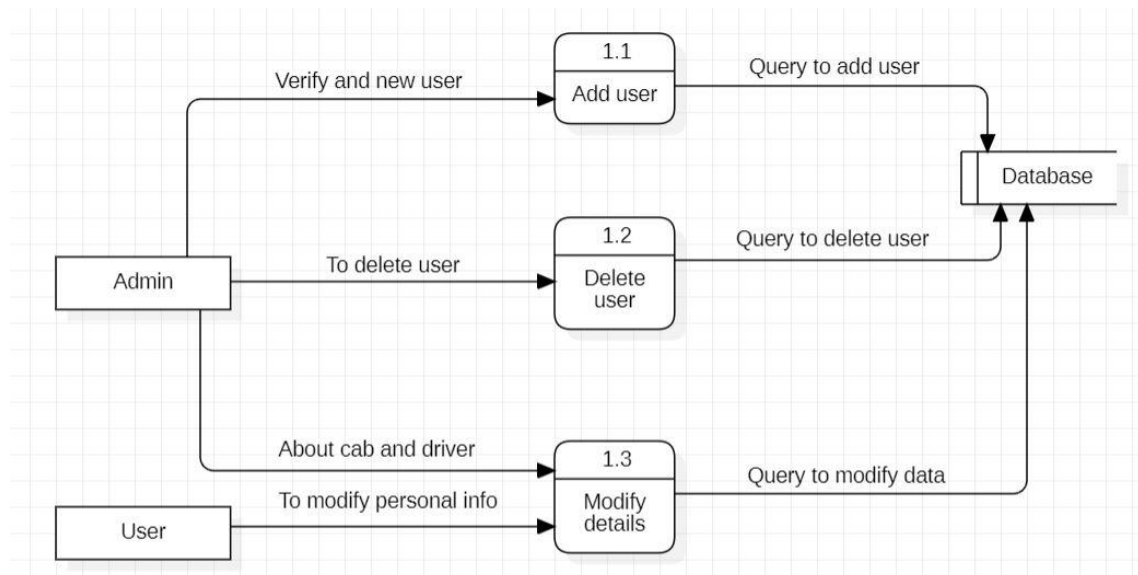 1.1
Verify and new user
Add user
Query to add user
Database
1.2
Query to delete user
To delete user
Admin
Delete
user
About cab and driver
1.3
Query to modify data
To modify personal info
Modify
details
User